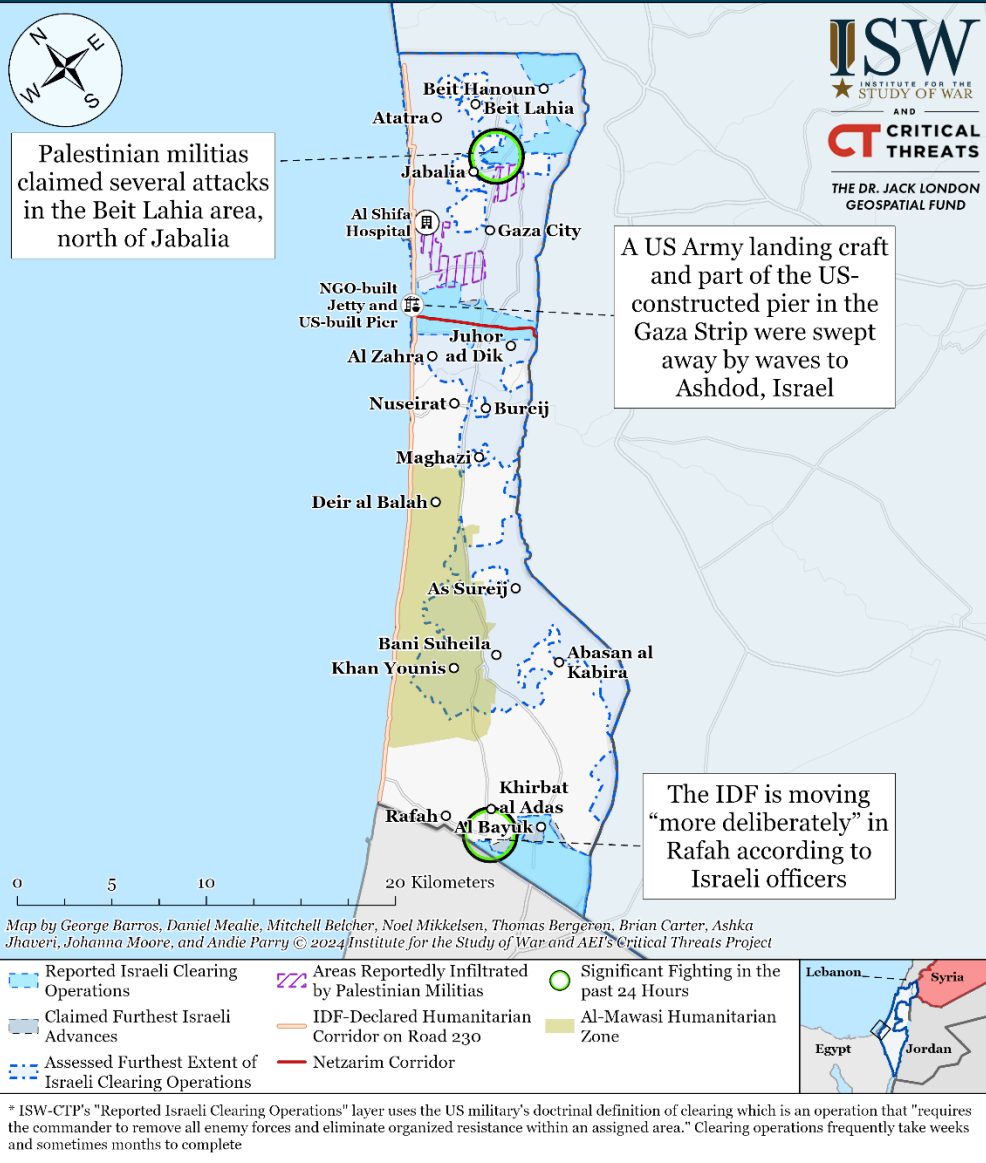 N
E
W
S
ISW
INSTITUTE FOR THE
STUDY OF WAR
AND
CT CRITICAL
THREATS
THE DR. JACK LONDON
GEOSPATIAL FUND
Palestinian militias
claimed several attacks
in the Beit Lahia area,
north of Jabalia
Beit Hanoun
Beit Lahia
Atatra
Jabalia
Al Shifa
Hospital
Gaza City
NGO-built
Jetty and
US-built Pier
A US Army landing craft
and part of the US-
constructed pier in the
Gaza Strip were swept
away by waves to
Ashdod, Israel
Juhor
ad Dik
Al Zahra
Nuseirat
Bureij
Maghazi
Deir al Balah
As Sureij
Bani Suheila
Khan Younis
Abasan al
Kabira
Khirbat
al Adas
Rafah
Al Bayuk
The IDF is moving
“more deliberately” in
Rafah according to
Israeli officers
0 5 10 20 Kilometers
Map by George Barros, Daniel Mealie, Mitchell Belcher, Noel Mikkelsen, Thomas Bergeron, Brian Carter, Ashka
Jhaveri, Johanna Moore, and Andie Parry © 2024 Institute for the Study of War and AEI's Critical Threats Project
Reported Israeli Clearing
Operations
Claimed Furthest Israeli
Advances
Assessed Furthest Extent of
Israeli Clearing Operations
Areas Reportedly Infiltrated
by Palestinian Militias
IDF-Declared Humanitarian
Corridor on Road 230
Netzarim Corridor
Significant Fighting in the
past 24 Hours
Al-Mawasi Humanitarian
Zone
Lebanon
Syria
Egypt
Jordan
* ISW-CTP's "Reported Israeli Clearing Operations" layer uses the US military's doctrinal definition of clearing which is an operation that "requires
the commander to remove all enemy forces and eliminate organized resistance within an assigned area." Clearing operations frequently take weeks
and sometimes months to complete